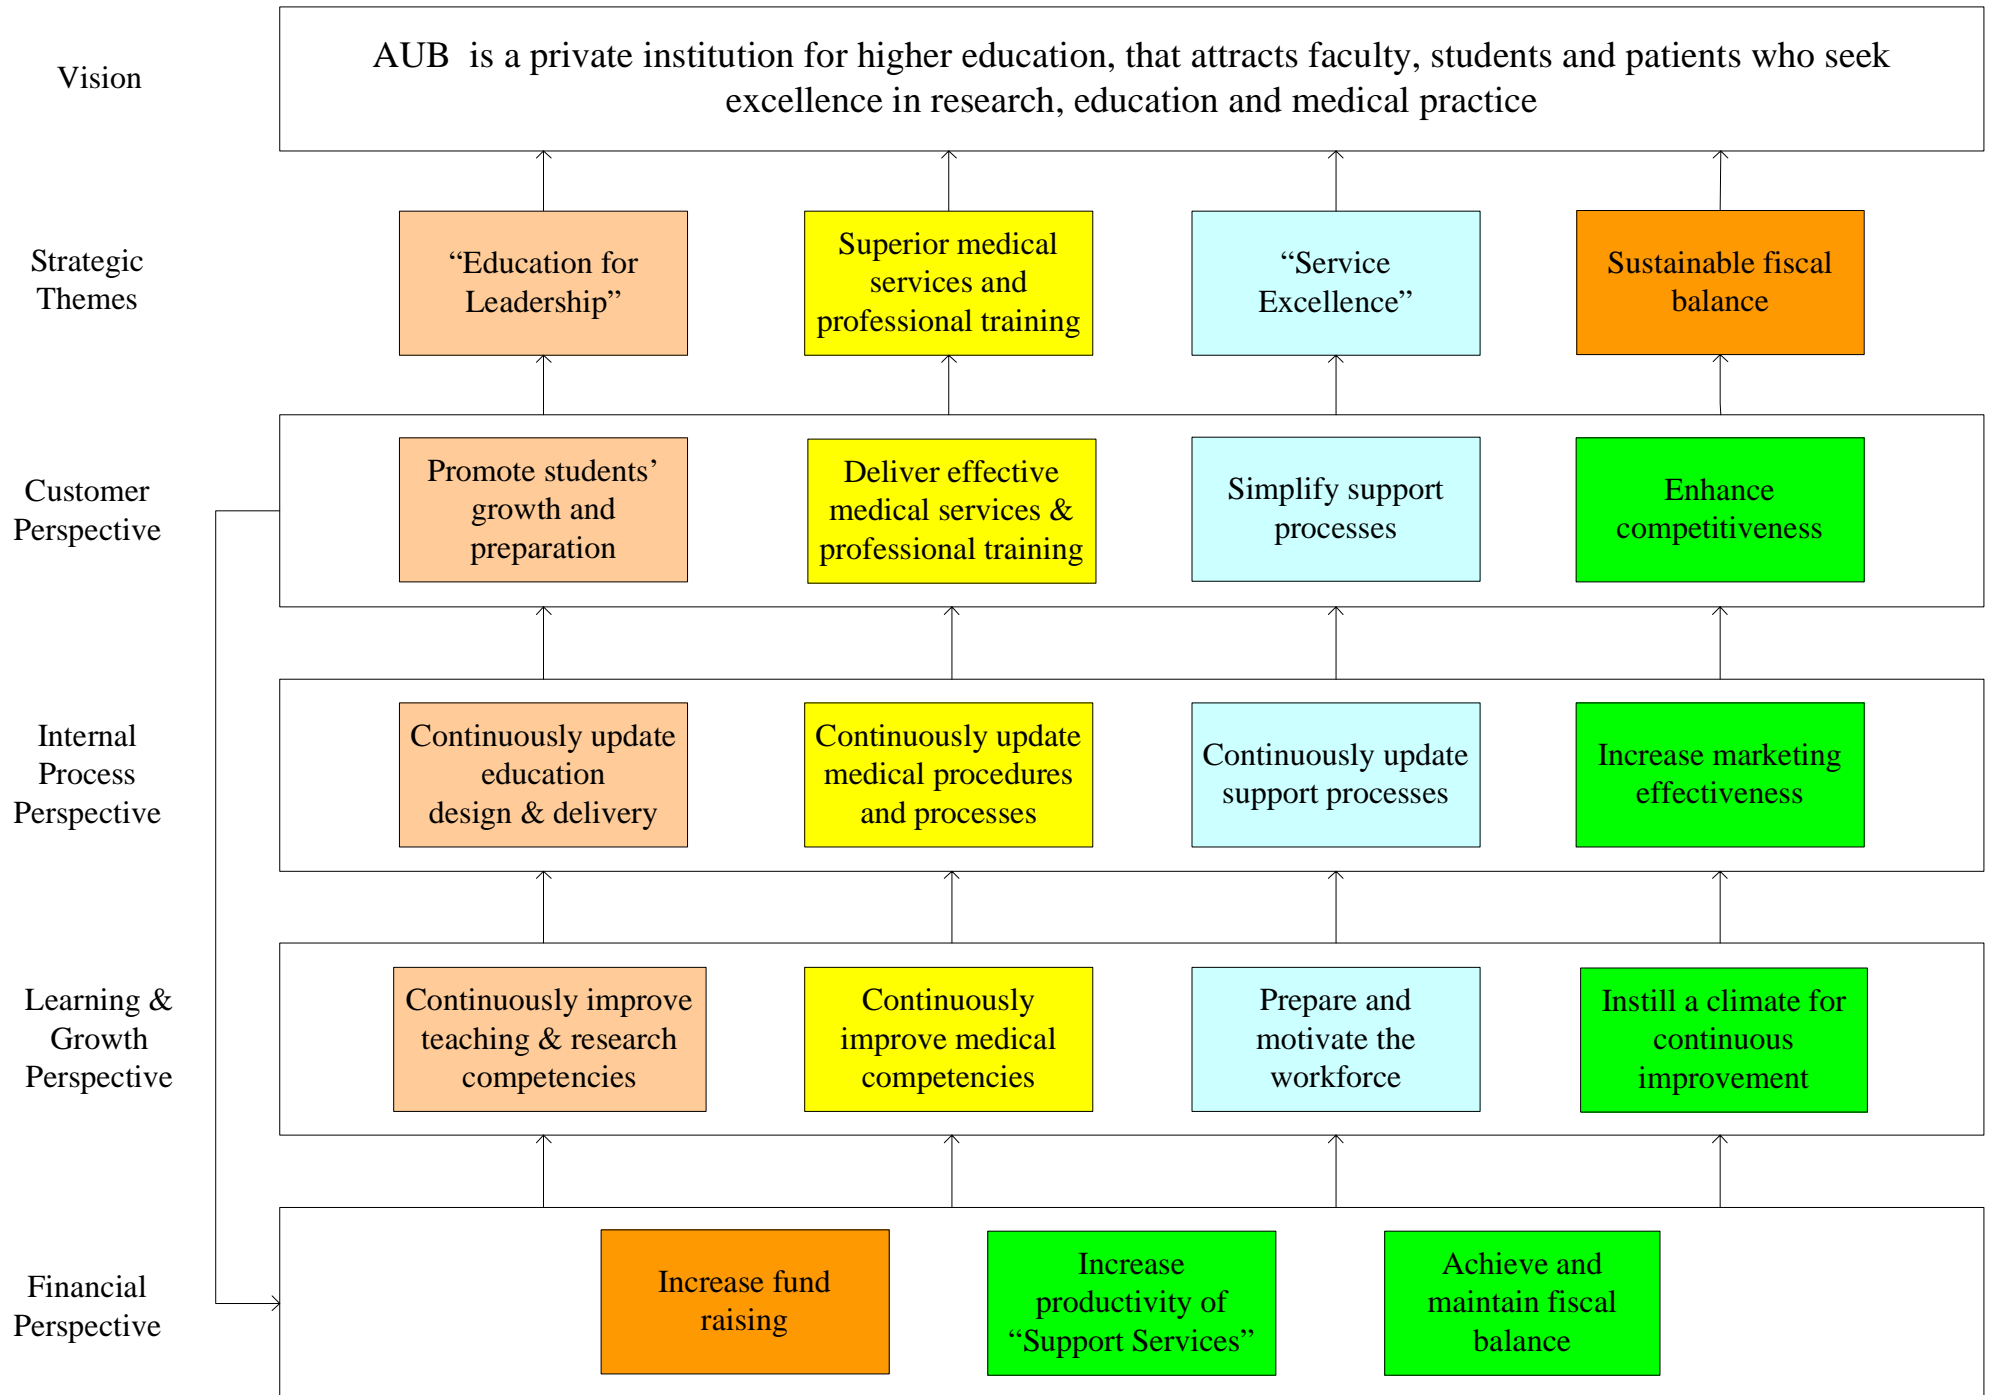 Vision
AUB is a private institution for higher education, that attracts faculty, students and patients who seek
excellence in research, education and medical practice
Strategic
Themes
“Education for
Leadership”
Superior medical
services and
professional training
“Service
Excellence”
Sustainable fiscal
balance
Customer
Perspective
Promote students’
growth and
preparation
Deliver effective
medical services &
professional training
Simplify support
processes
Enhance
competitiveness
Internal
Process
Perspective
Continuously update
education
design & delivery
Continuously update
medical procedures
and processes
Continuously update
support processes
Increase marketing
effectiveness
Learning &
Growth
Perspective
Continuously improve
teaching & research
competencies
Continuously
improve medical
competencies
Prepare and
motivate the
workforce
Instill a climate for
continuous
improvement
Financial
Perspective
Increase fund
raising
Increase
productivity of
“Support Services”
Achieve and
maintain fiscal
balance